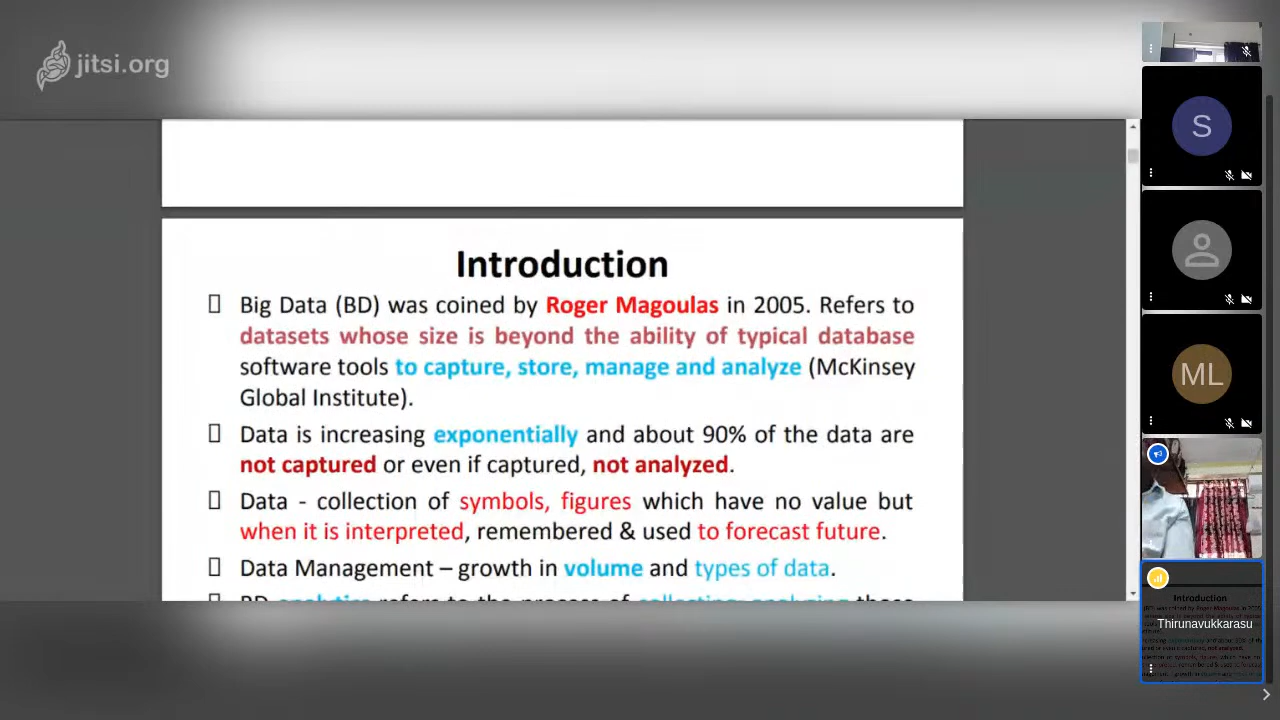 jitsi.org
Introduction
Big Data (BD) was coined by Roger Magoulas in 2005. Refers to
datasets whose size is beyond the ability of typical database
software tools to capture, store, manage and analyze (McKinsey
Global Institute).
Data is increasing exponentially and about 90% of the data are
not captured or even if captured, not analyzed.
Data - collection of symbols, figures which have no value but
when it is interpreted, remembered & used to forecast future.
Data Management – growth in volume and types of data.
S
ML
Introduction
Thirunavukkarasu